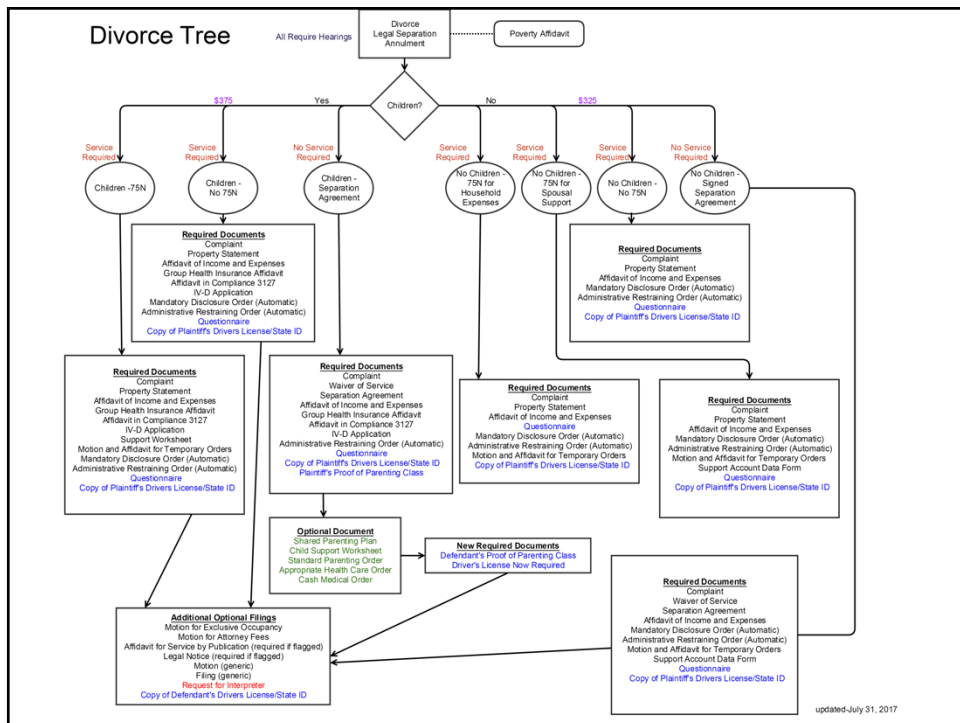 Divorce Tree
All Require Hearings
Divorce
Legal Separation
Annulment
Poverty Affidavit
Children?
$375
Yes
No
$325
Service
Required
Service
Required
No Service
Required
Service
Required
Service
Required
Service
Required
No Service
Required
Children -75N
Children -
No 75N
Children -
Separation
Agreement
No Children -
75N for
Household
Expenses
No Children -
75N for
Spousal
Support
No Children -
No 75N
No Children -
Signed
Separation
Agreement
Required Documents
Complaint
Property Statement
Affidavit of Income and Expenses
Group Health Insurance Affidavit
Affidavit in Compliance 3127
IV-D Application
Mandatory Disclosure Order (Automatic)
Administrative Restraining Order (Automatic)
Questionnaire
Copy of Plaintiff's Drivers License/State ID
Required Documents
Complaint
Property Statement
Affidavit of Income and Expenses
Mandatory Disclosure Order (Automatic)
Administrative Restraining Order (Automatic)
Questionnaire
Copy of Plaintiff's Drivers License/State ID
Required Documents
Complaint
Property Statement
Affidavit of Income and Expenses
Group Health Insurance Affidavit
Affidavit in Compliance 3127
IV-D Application
Support Worksheet
Motion and Affidavit for Temporary Orders
Mandatory Disclosure Order (Automatic)
Administrative Restraining Order (Automatic)
Questionnaire
Copy of Plaintiff's Drivers License/State ID
Required Documents
Complaint
Waiver of Service
Separation Agreement
Affidavit of Income and Expenses
Group Health Insurance Affidavit
Affidavit in Compliance 3127
IV-D Application
Administrative Restraining Order (Automatic)
Questionnaire
Copy of Plaintiff's Drivers License/State ID
Plaintiff's Proof of Parenting Class
Required Documents
Complaint
Property Statement
Affidavit of Income and Expenses
Questionnaire
Mandatory Disclosure Order (Automatic)
Administrative Restraining Order (Automatic)
Motion and Affidavit for Temporary Orders
Copy of Plaintiff's Drivers License/State ID
Required Documents
Complaint
Property Statement
Affidavit of Income and Expenses
Mandatory Disclosure Order (Automatic)
Administrative Restraining Order (Automatic)
Motion and Affidavit for Temporary Orders
Support Account Data Form
Questionnaire
Copy of Plaintiff's Drivers License/State ID
Optional Document
Shared Parenting Plan
Child Support Worksheet
Standard Parenting Order
Appropriate Health Care Order
Cash Medical Order
New Required Documents
Defendant's Proof of Parenting Class
Driver's License Now Required
Additional Optional Filings
Motion for Exclusive Occupancy
Motion for Attorney Fees
Affidavit for Service by Publication (required if flagged)
Legal Notice (required if flagged)
Motion (generic)
Filing (generic)
Request for Interpreter
Copy of Defendant's Drivers License/State ID
Required Documents
Complaint
Waiver of Service
Separation Agreement
Affidavit of Income and Expenses
Mandatory Disclosure Order (Automatic)
Administrative Restraining Order (Automatic)
Motion and Affidavit for Temporary Orders
Support Account Data Form
Questionnaire
Copy of Plaintiff's Drivers License/State ID
updated-July 31, 2017